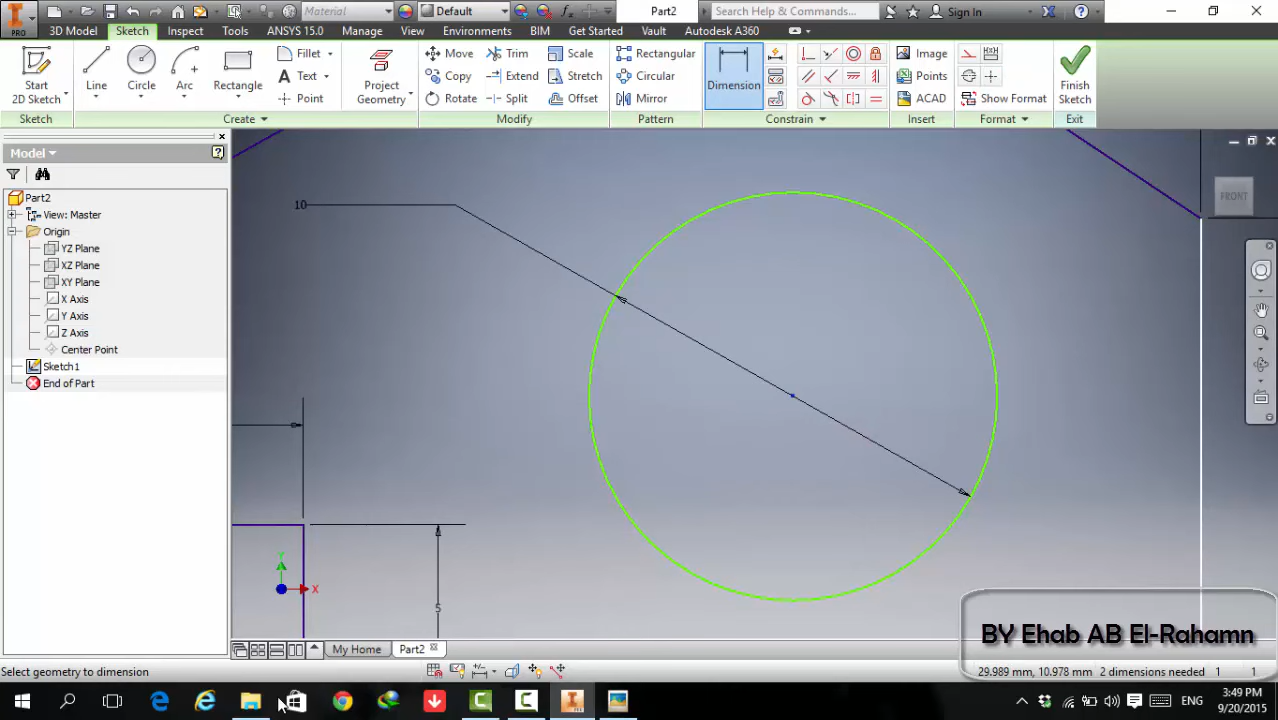 Material Default Part2 Search Help & Commands... Sign In
PRO 3D Model Sketch Inspect Tools ANSYS 15.0 Manage View Environments BIM Get Started Vault Autodesk A360
Start 2D Sketch Line Circle Arc Rectangle Fillet Text Point Project Geometry Move Copy Rotate Trim Extend Split Scale Stretch Offset Rectangular Circular Mirror Dimension Image Points ACAD Show Format Finish Sketch
Sketch Create Modify Pattern Constrain Insert Format Exit
Model
Part2
View: Master
Origin
YZ Plane
XZ Plane
XY Plane
X Axis
Y Axis
Z Axis
Center Point
Sketch1
End of Part
10
FRONT
5
Y
X
BY Ehab AB El-Rahamn
My Home Part2
Select geometry to dimension
29.989 mm, 10.978 mm 2 dimensions needed 1 1
ENG
3:49 PM
9/20/2015